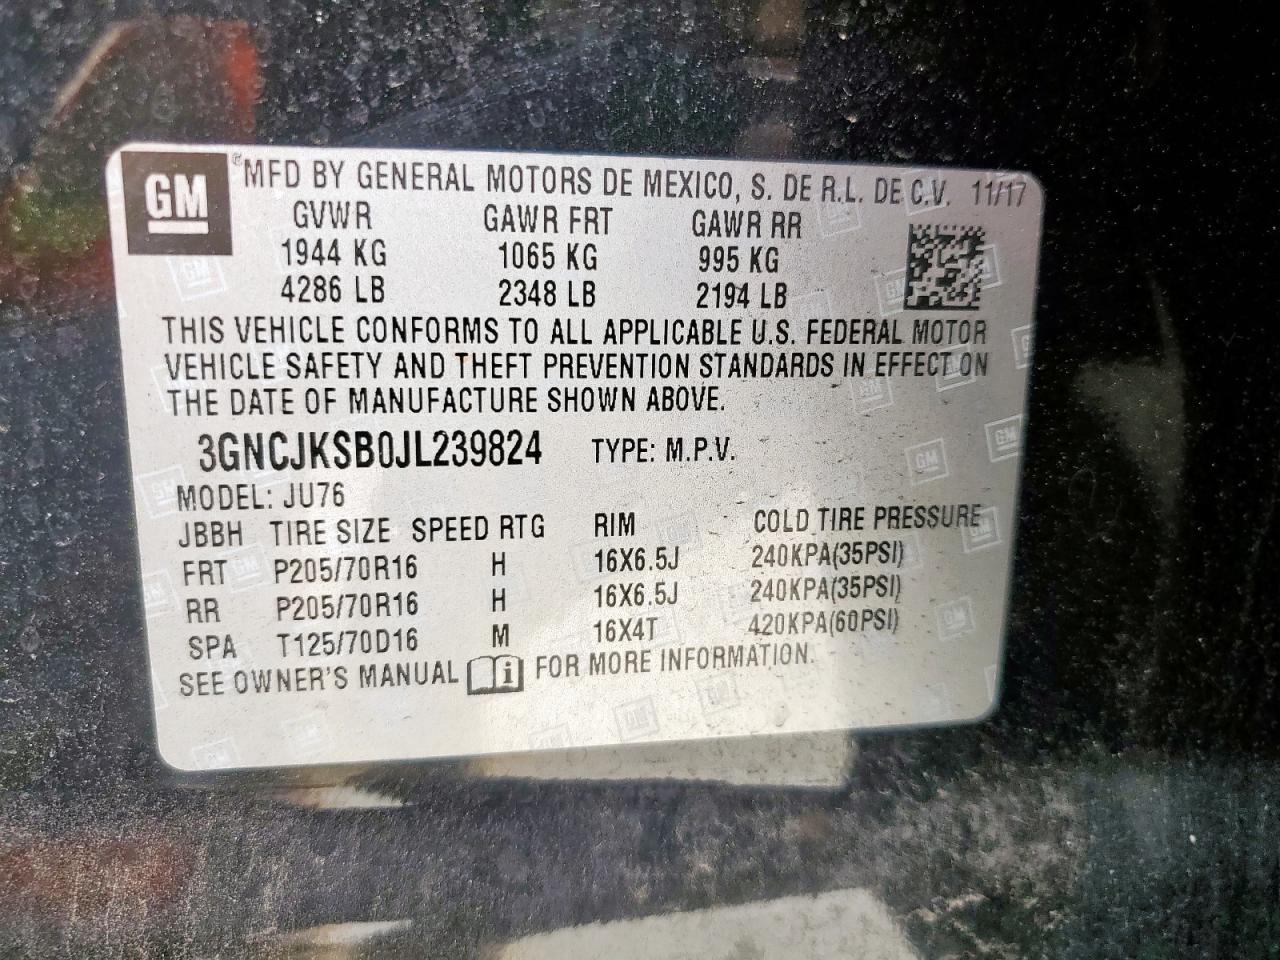 GM ®MFD BY GENERAL MOTORS DE MEXICO, S. DE R.L. DE C.V. 11/17
GVWR GAWR FRT GAWR RR
1944 KG 1065 KG 995 KG
4286 LB 2348 LB 2194 LB
THIS VEHICLE CONFORMS TO ALL APPLICABLE U.S. FEDERAL MOTOR
VEHICLE SAFETY AND THEFT PREVENTION STANDARDS IN EFFECT ON
THE DATE OF MANUFACTURE SHOWN ABOVE.
3GNCJKSB0JL239824 TYPE: M.P.V.
MODEL: JU76
JBBH TIRE SIZE SPEED RTG RIM COLD TIRE PRESSURE
FRT P205/70R16 H 16X6.5J 240KPA(35PSI)
RR P205/70R16 H 16X6.5J 240KPA(35PSI)
SPA T125/70D16 M 16X4T 420KPA(60PSI)
SEE OWNER'S MANUAL i FOR MORE INFORMATION.